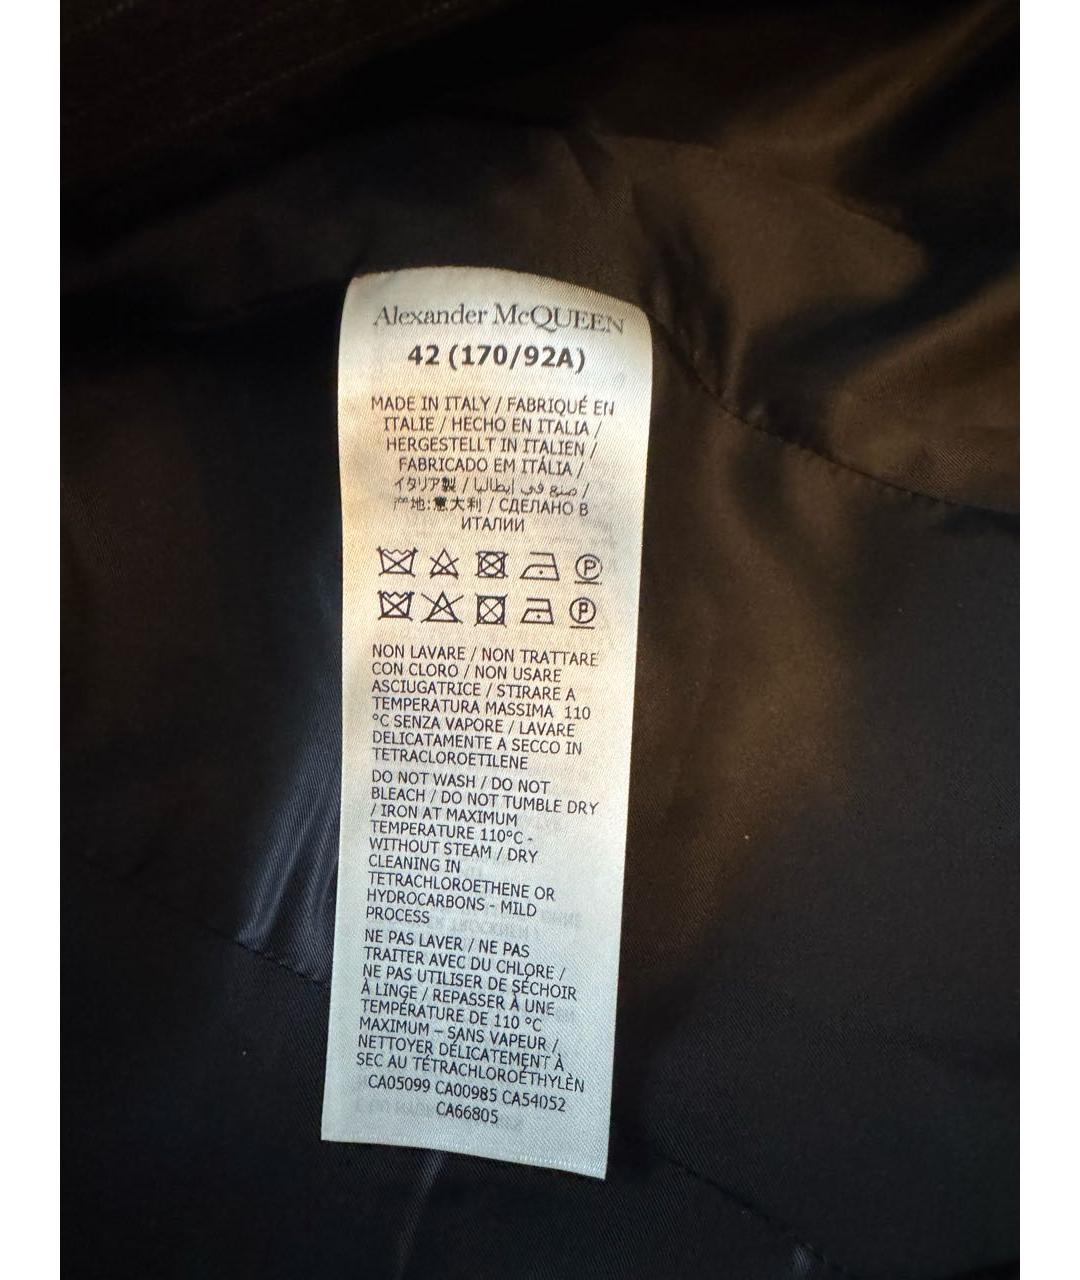 Alexander McQUEEN
42 (170/92A)
MADE IN ITALY / FABRIQUÉ EN
ITALIE / HECHO EN ITALIA /
HERGESTELLT IN ITALIEN /
FABRICADO EM ITÁLIA /
イタリア製 / صنع في إيطاليا /
产地:意大利 / СДЕЛАНО В
ИТАЛИИ
P
P
NON LAVARE / NON TRATTARE
CON CLORO / NON USARE
ASCIUGATRICE / STIRARE A
TEMPERATURA MASSIMA 110
°C SENZA VAPORE / LAVARE
DELICATAMENTE A SECCO IN
TETRACLOROETILENE
DO NOT WASH / DO NOT
BLEACH / DO NOT TUMBLE DRY
/ IRON AT MAXIMUM
TEMPERATURE 110°C -
WITHOUT STEAM / DRY
CLEANING IN
TETRACHLOROETHENE OR
HYDROCARBONS - MILD
PROCESS
NE PAS LAVER / NE PAS
TRAITER AVEC DU CHLORE /
NE PAS UTILISER DE SÉCHOIR
À LINGE / REPASSER À UNE
TEMPÉRATURE DE 110 °C
MAXIMUM – SANS VAPEUR /
NETTOYER DÉLICATEMENT À
SEC AU TÉTRACHLOROÉTHYLÈN
CA05099 CA00985 CA54052
CA66805